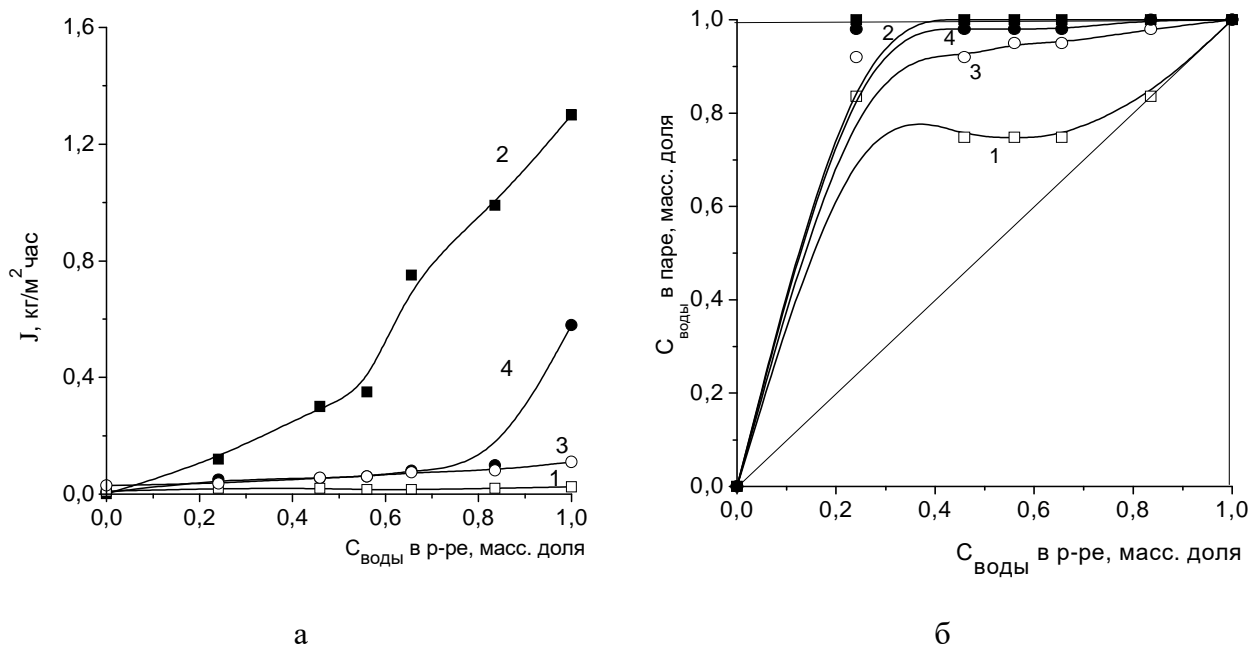 1,6
1,2
0,8
0,4
0,0
J, кг/м² час
2
4
3
1
0,0 0,2 0,4 0,6 0,8 1,0
Cводы в р-ре, масс. доля
а
1,0
0,8
0,6
0,4
0,2
0,0
Cводы в паре, масс. доля
2
4
3
1
0,0 0,2 0,4 0,6 0,8 1,0
Cводы в р-ре, масс. доля
б